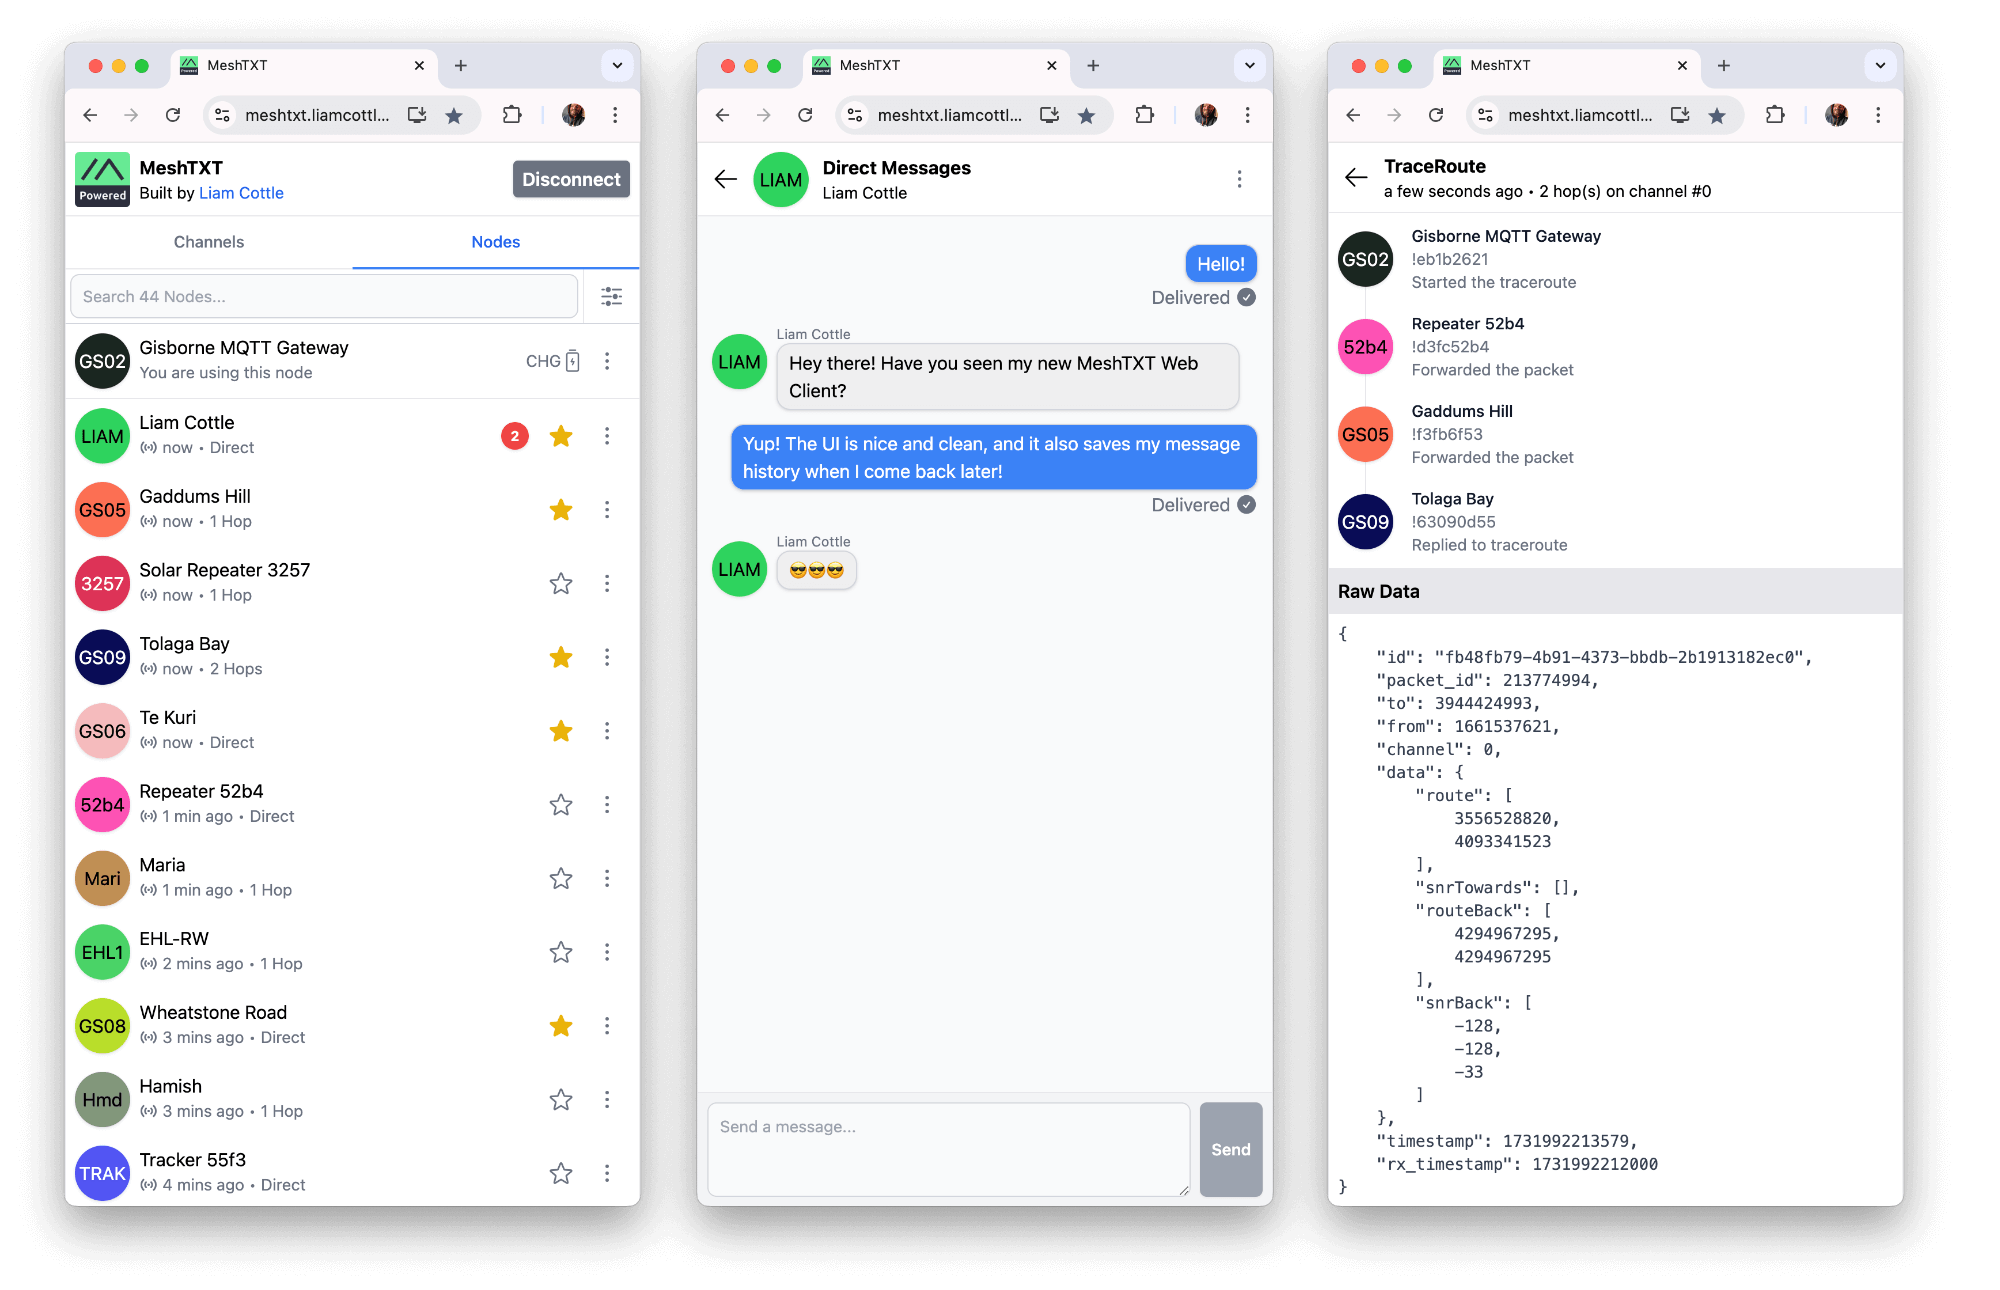 MeshTXT
meshtxt.liamcottl...
Powered
MeshTXT
Built by Liam Cottle
Disconnect
Channels
Nodes
Search 44 Nodes...
GS02
Gisborne MQTT Gateway
You are using this node
CHG
LIAM
Liam Cottle
now • Direct
2
GS05
Gaddums Hill
now • 1 Hop
3257
Solar Repeater 3257
now • 1 Hop
GS09
Tolaga Bay
now • 2 Hops
GS06
Te Kuri
now • Direct
52b4
Repeater 52b4
1 min ago • Direct
Mari
Maria
1 min ago • 1 Hop
EHL1
EHL-RW
2 mins ago • 1 Hop
GS08
Wheatstone Road
3 mins ago • Direct
Hmd
Hamish
3 mins ago • 1 Hop
TRAK
Tracker 55f3
4 mins ago • Direct
MeshTXT
meshtxt.liamcottl...
LIAM
Direct Messages
Liam Cottle
Hello!
Delivered
Liam Cottle
LIAM
Hey there! Have you seen my new MeshTXT Web
Client?
Yup! The UI is nice and clean, and it also saves my message
history when I come back later!
Delivered
Liam Cottle
LIAM
😎😎😎
Send a message...
Send
MeshTXT
meshtxt.liamcottl...
TraceRoute
a few seconds ago • 2 hop(s) on channel #0
GS02
Gisborne MQTT Gateway
!eb1b2621
Started the traceroute
52b4
Repeater 52b4
!d3fc52b4
Forwarded the packet
GS05
Gaddums Hill
!f3fb6f53
Forwarded the packet
GS09
Tolaga Bay
!63090d55
Replied to traceroute
Raw Data
{
    "id": "fb48fb79-4b91-4373-bbdb-2b1913182ec0",
    "packet_id": 213774994,
    "to": 3944424993,
    "from": 1661537621,
    "channel": 0,
    "data": {
        "route": [
            3556528820,
            4093341523
        ],
        "snrTowards": [],
        "routeBack": [
            4294967295,
            4294967295
        ],
        "snrBack": [
            -128,
            -128,
            -33
        ]
    },
    "timestamp": 1731992213579,
    "rx_timestamp": 1731992212000
}